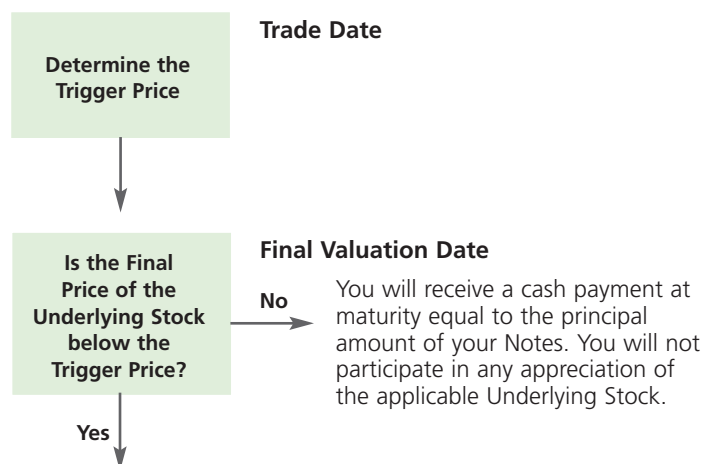 Trade Date
Determine the
Trigger Price
Final Valuation Date
Is the Final
Price of the
Underlying Stock
below the
Trigger Price?
No
You will receive a cash payment at
maturity equal to the principal
amount of your Notes. You will not
participate in any appreciation of
the applicable Underlying Stock.
Yes